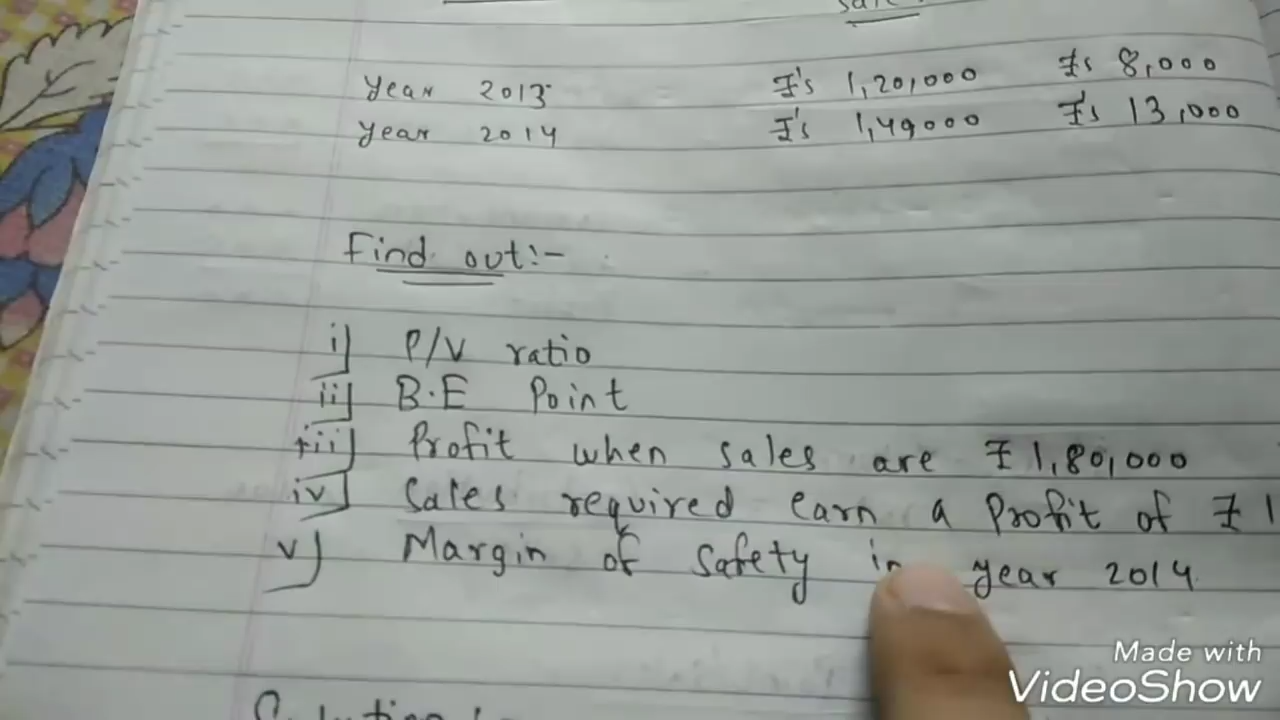 Year 2013 ₹'s 1,20,000 ₹s 8,000
Year 2014 ₹'s 1,49000 ₹'s 13,000
Find out:-
i) P/V ratio
ii) B.E Point
iii) Profit when sales are ₹ 1,80,000
iv) Sales required earn a Profit of ₹ 1
v) Margin of Safety in year 2014
Made with
VideoShow